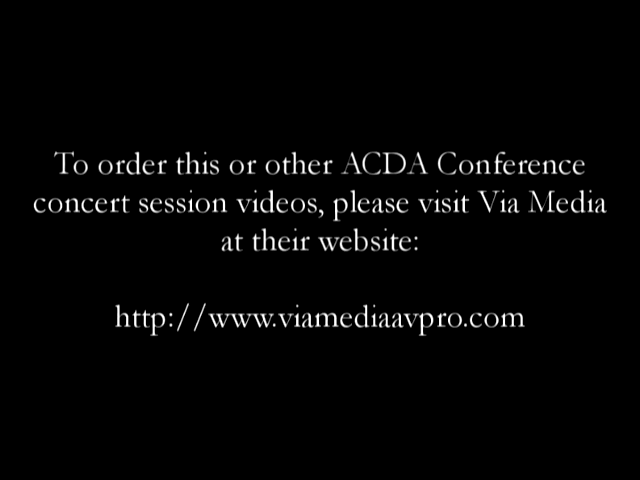 To order this or other ACDA Conference
concert session videos, please visit Via Media
at their website:
http://www.viamediaavpro.com